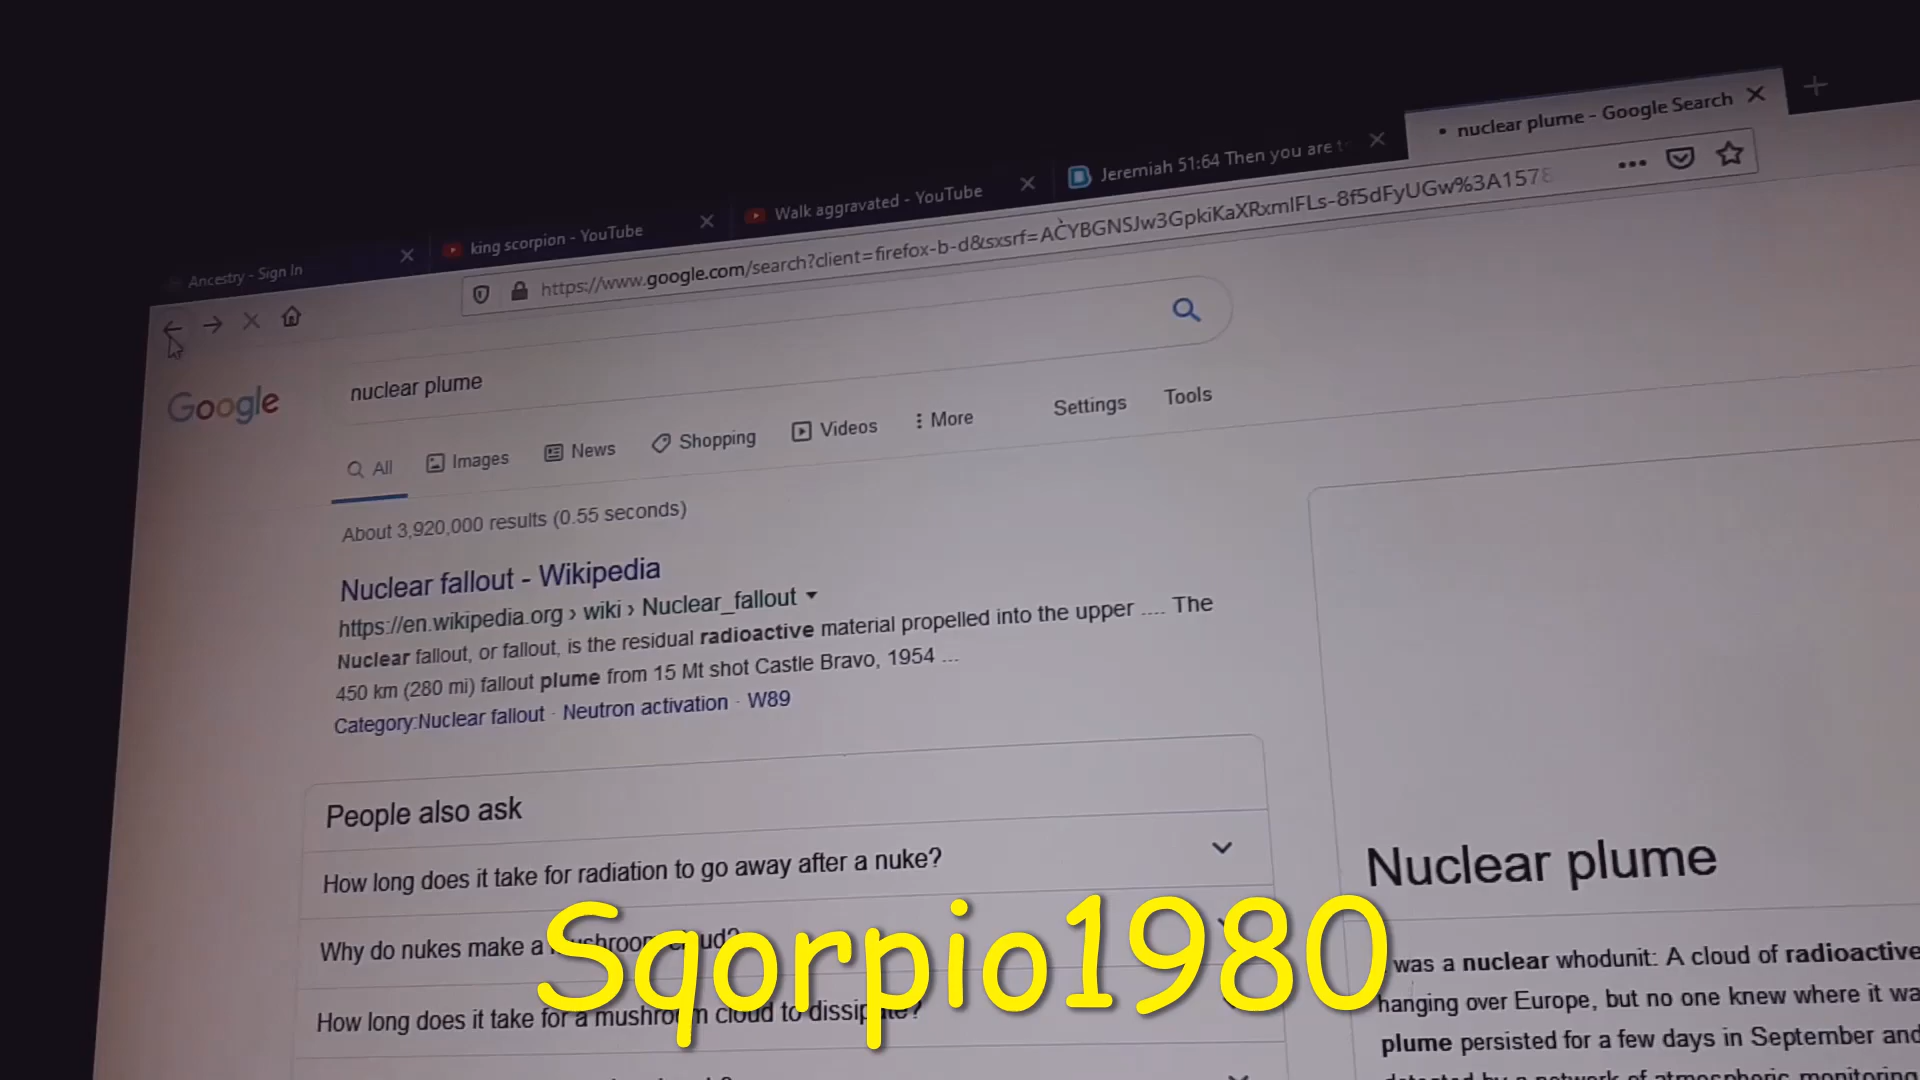 nuclear plume - Google Search
Jeremiah 51:64 Then you are t
Walk aggravated - YouTube
king scorpion - YouTube
Ancestry - Sign In
https://www.google.com/search?client=firefox-b-d&sxsrf=
Google
nuclear plume
All
Images
News
Shopping
Videos
More
Settings
Tools
About 3,920,000 results (0.55 seconds)
Nuclear fallout - Wikipedia
https://en.wikipedia.org › wiki › Nuclear_fallout
Nuclear fallout, or fallout, is the residual radioactive material propelled into the upper .... The
450 km (280 mi) fallout plume from 15 Mt shot Castle Bravo, 1954 ...
Category:Nuclear fallout · Neutron activation · W89
People also ask
How long does it take for radiation to go away after a nuke?
Why do nukes make a mushroom cloud?
How long does it take for a mushroom cloud to dissipate?
Nuclear plume
was a nuclear whodunit: A cloud of radioactive
hanging over Europe, but no one knew where it wa
plume persisted for a few days in September and
Sqorpio1980